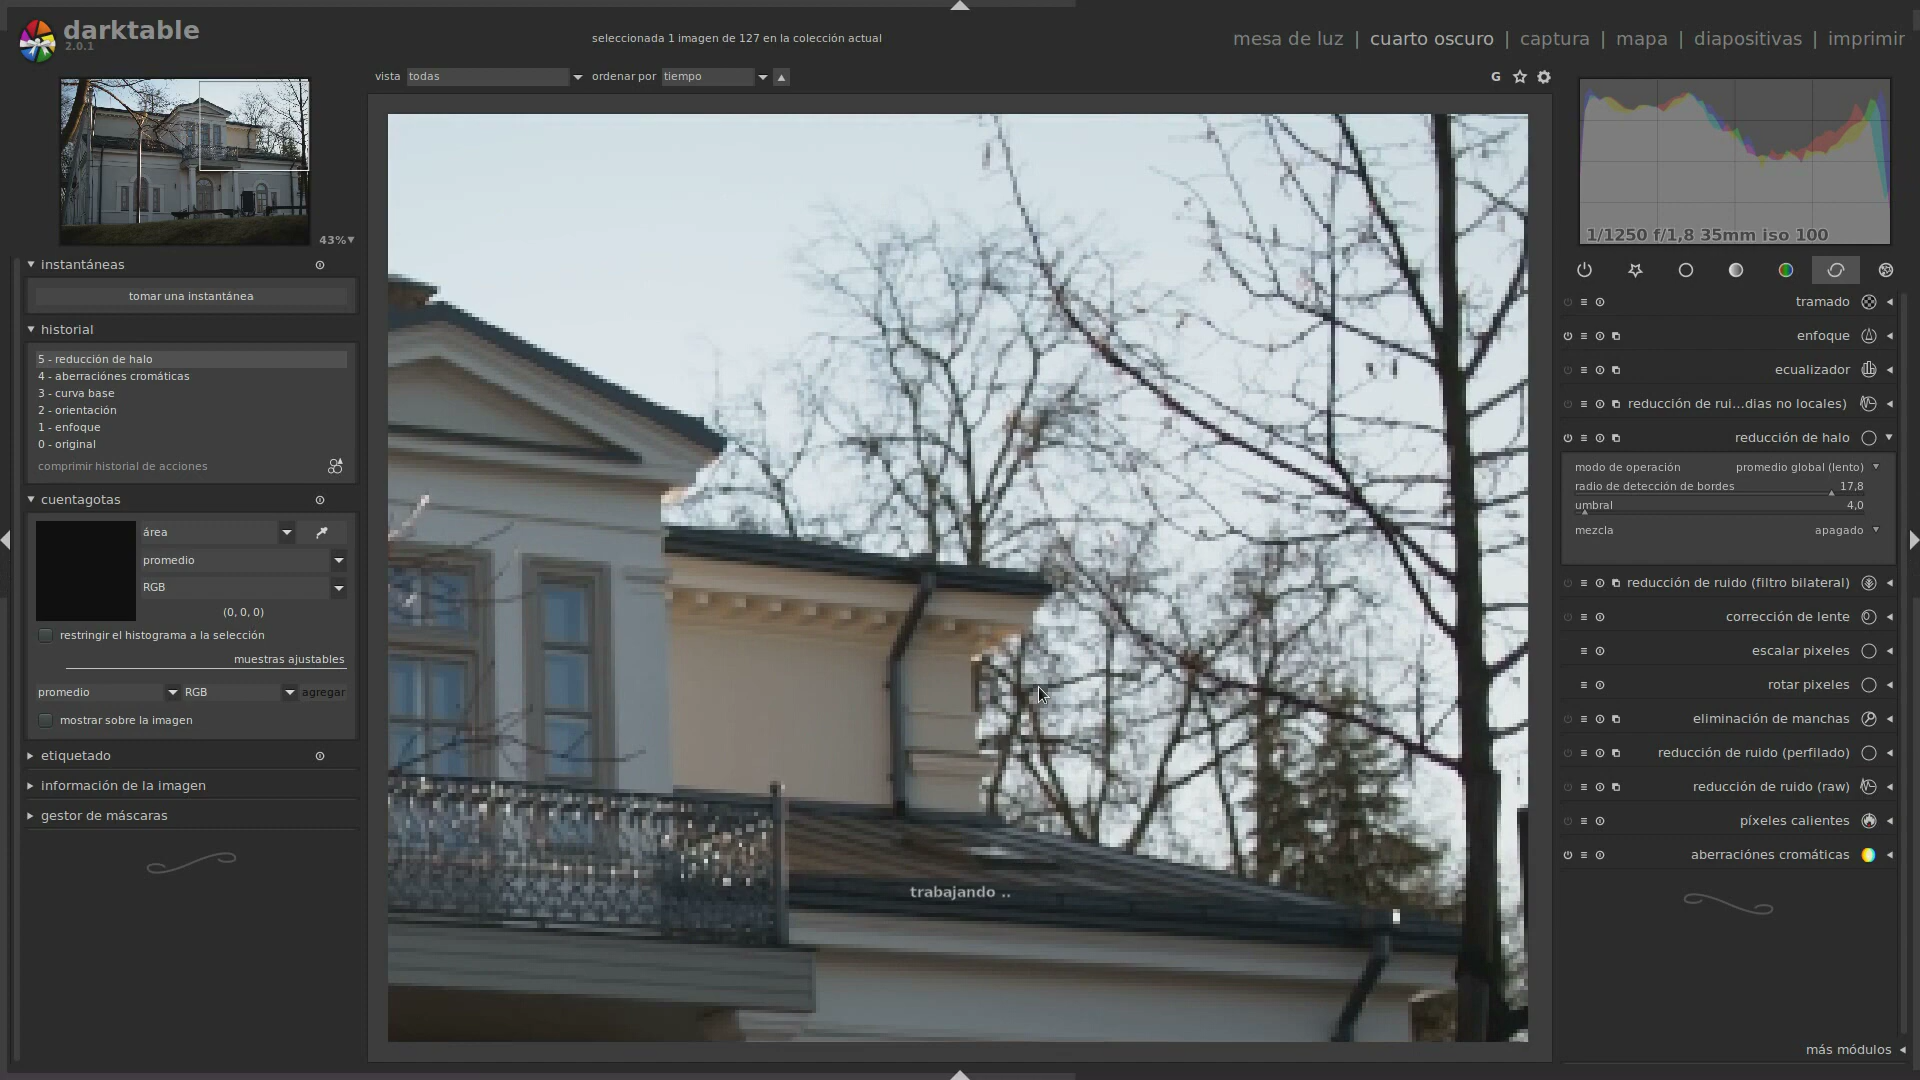 darktable
2.0.1
seleccionada 1 imagen de 127 en la colección actual
mesa de luz | cuarto oscuro | captura | mapa | diapositivas | imprimir
vista todas ordenar por tiempo
G
43%
instantáneas
tomar una instantánea
historial
5 - reducción de halo
4 - aberraciónes cromáticas
3 - curva base
2 - orientación
1 - enfoque
0 - original
comprimir historial de acciones
cuentagotas
área
promedio
RGB
(0, 0, 0)
restringir el histograma a la selección
muestras ajustables
promedio RGB agregar
mostrar sobre la imagen
etiquetado
información de la imagen
gestor de máscaras
trabajando ..
1/1250 f/1,8 35mm iso 100
tramado
enfoque
ecualizador
reducción de rui...dias no locales)
reducción de halo
modo de operación promedio global (lento)
radio de detección de bordes 17,8
umbral 4,0
mezcla apagado
reducción de ruido (filtro bilateral)
corrección de lente
escalar pixeles
rotar pixeles
eliminación de manchas
reducción de ruido (perfilado)
reducción de ruido (raw)
píxeles calientes
aberraciónes cromáticas
más módulos